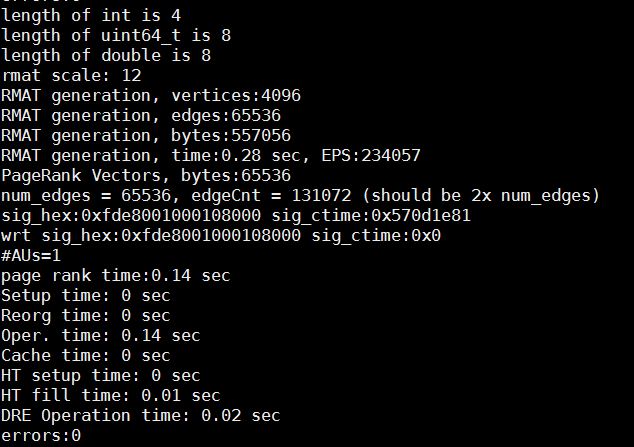 errors:0
length of int is 4
length of uint64_t is 8
length of double is 8
rmat scale: 12
RMAT generation, vertices:4096
RMAT generation, edges:65536
RMAT generation, bytes:557056
RMAT generation, time:0.28 sec, EPS:234057
PageRank Vectors, bytes:65536
num_edges = 65536, edgeCnt = 131072 (should be 2x num_edges)
sig_hex:0xfde8001000108000 sig_ctime:0x570d1e81
wrt sig_hex:0xfde8001000108000 sig_ctime:0x0
#AUs=1
page rank time:0.14 sec
Setup time: 0 sec
Reorg time: 0 sec
Oper. time: 0.14 sec
Cache time: 0 sec
HT setup time: 0 sec
HT fill time: 0.01 sec
DRE Operation time: 0.02 sec
errors:0